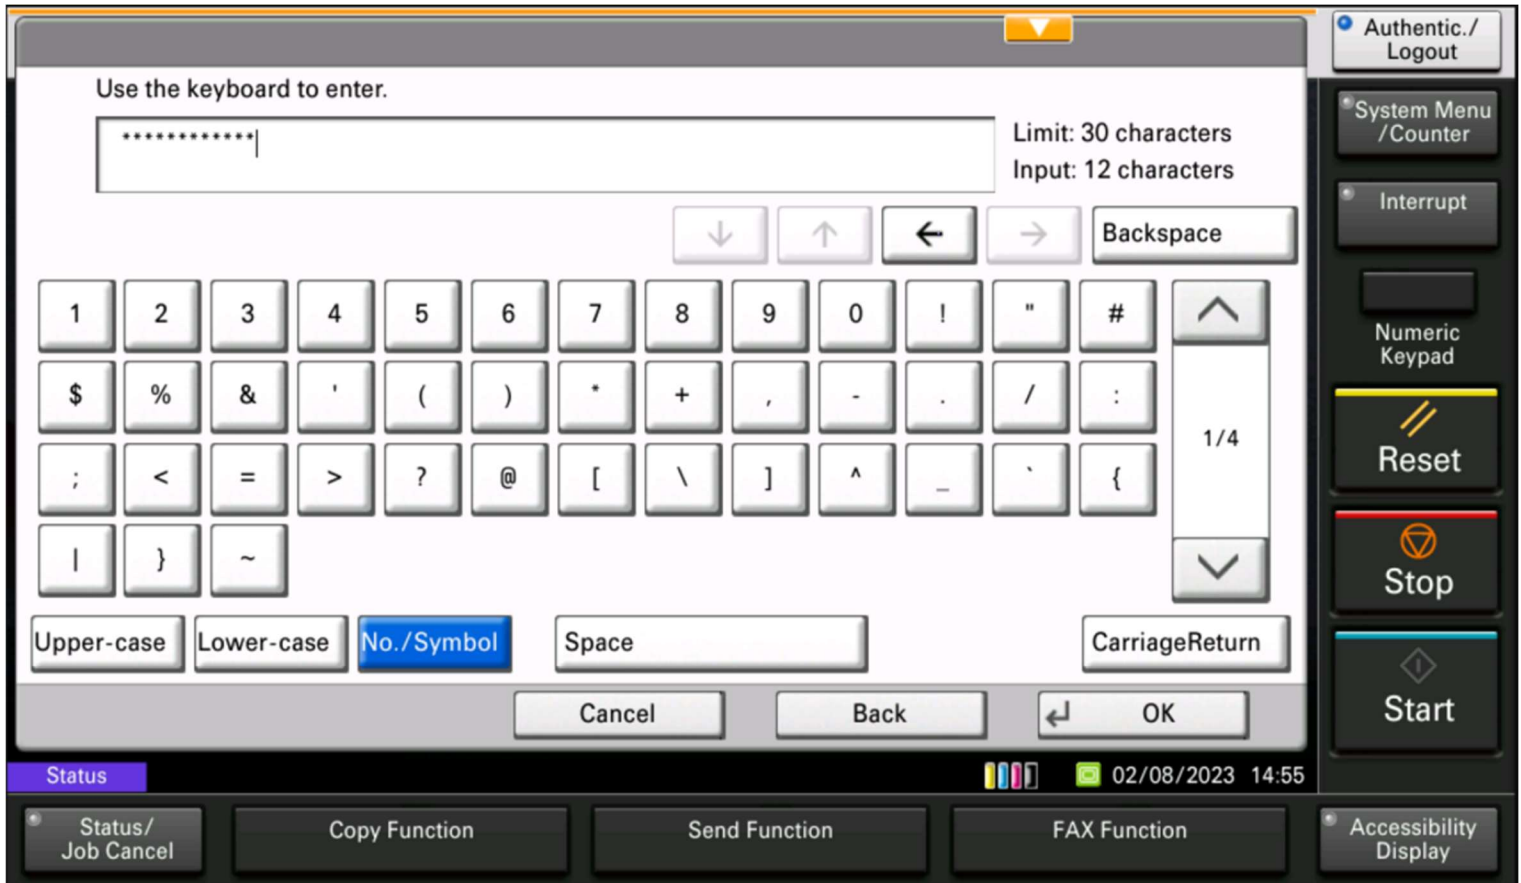 Authentic./
Logout
Use the keyboard to enter.
************
Limit: 30 characters
Input: 12 characters
System Menu
/Counter
Interrupt
↓ ↑ ← → Backspace
1 2 3 4 5 6 7 8 9 0 ! " #
Numeric
Keypad
$ % & ' ( ) * + , - . / :
1/4
Reset
; < = > ? @ [ \ ] ^ _ ` {
| } ~
Stop
Upper-case Lower-case No./Symbol Space CarriageReturn
Cancel Back OK
Start
Status 02/08/2023 14:55
Status/
Job Cancel
Copy Function
Send Function
FAX Function
Accessibility
Display